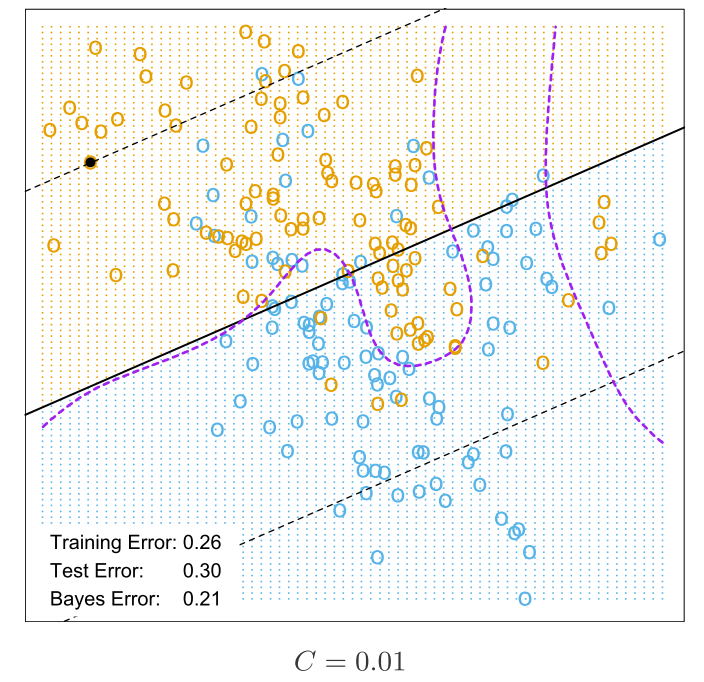 Training Error: 0.26
Test Error: 0.30
Bayes Error: 0.21
C = 0.01